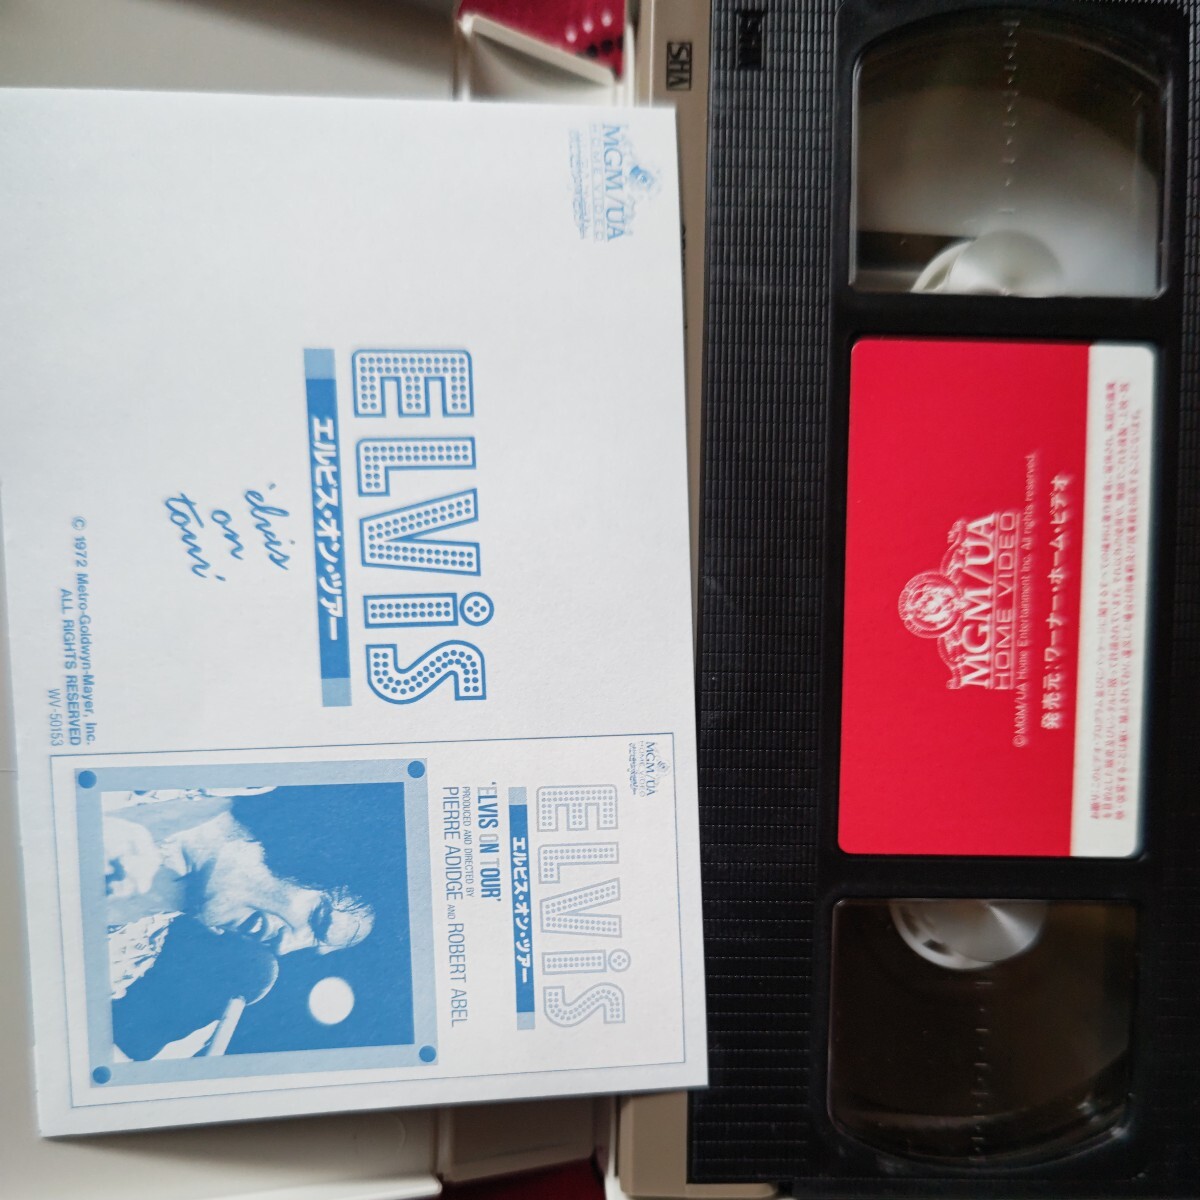 MGM/UA
HOME VIDEO
ELViS
エルビス・オン・ツアー
'elvis
on
tour'
© 1972 Metro-Goldwyn-Mayer, Inc.
ALL RIGHTS RESERVED
WV-50153
MGM/UA
HOME VIDEO
ELViS
エルビス・オン・ツアー
'ELVIS ON TOUR'
PRODUCED AND DIRECTED BY
PIERRE ADIDGE AND ROBERT ABEL
VHS
MGM/UA
HOME VIDEO
©MGM/UA Home Entertainment Inc. All rights reserved.
発売元:ワーナー・ホーム・ビデオ